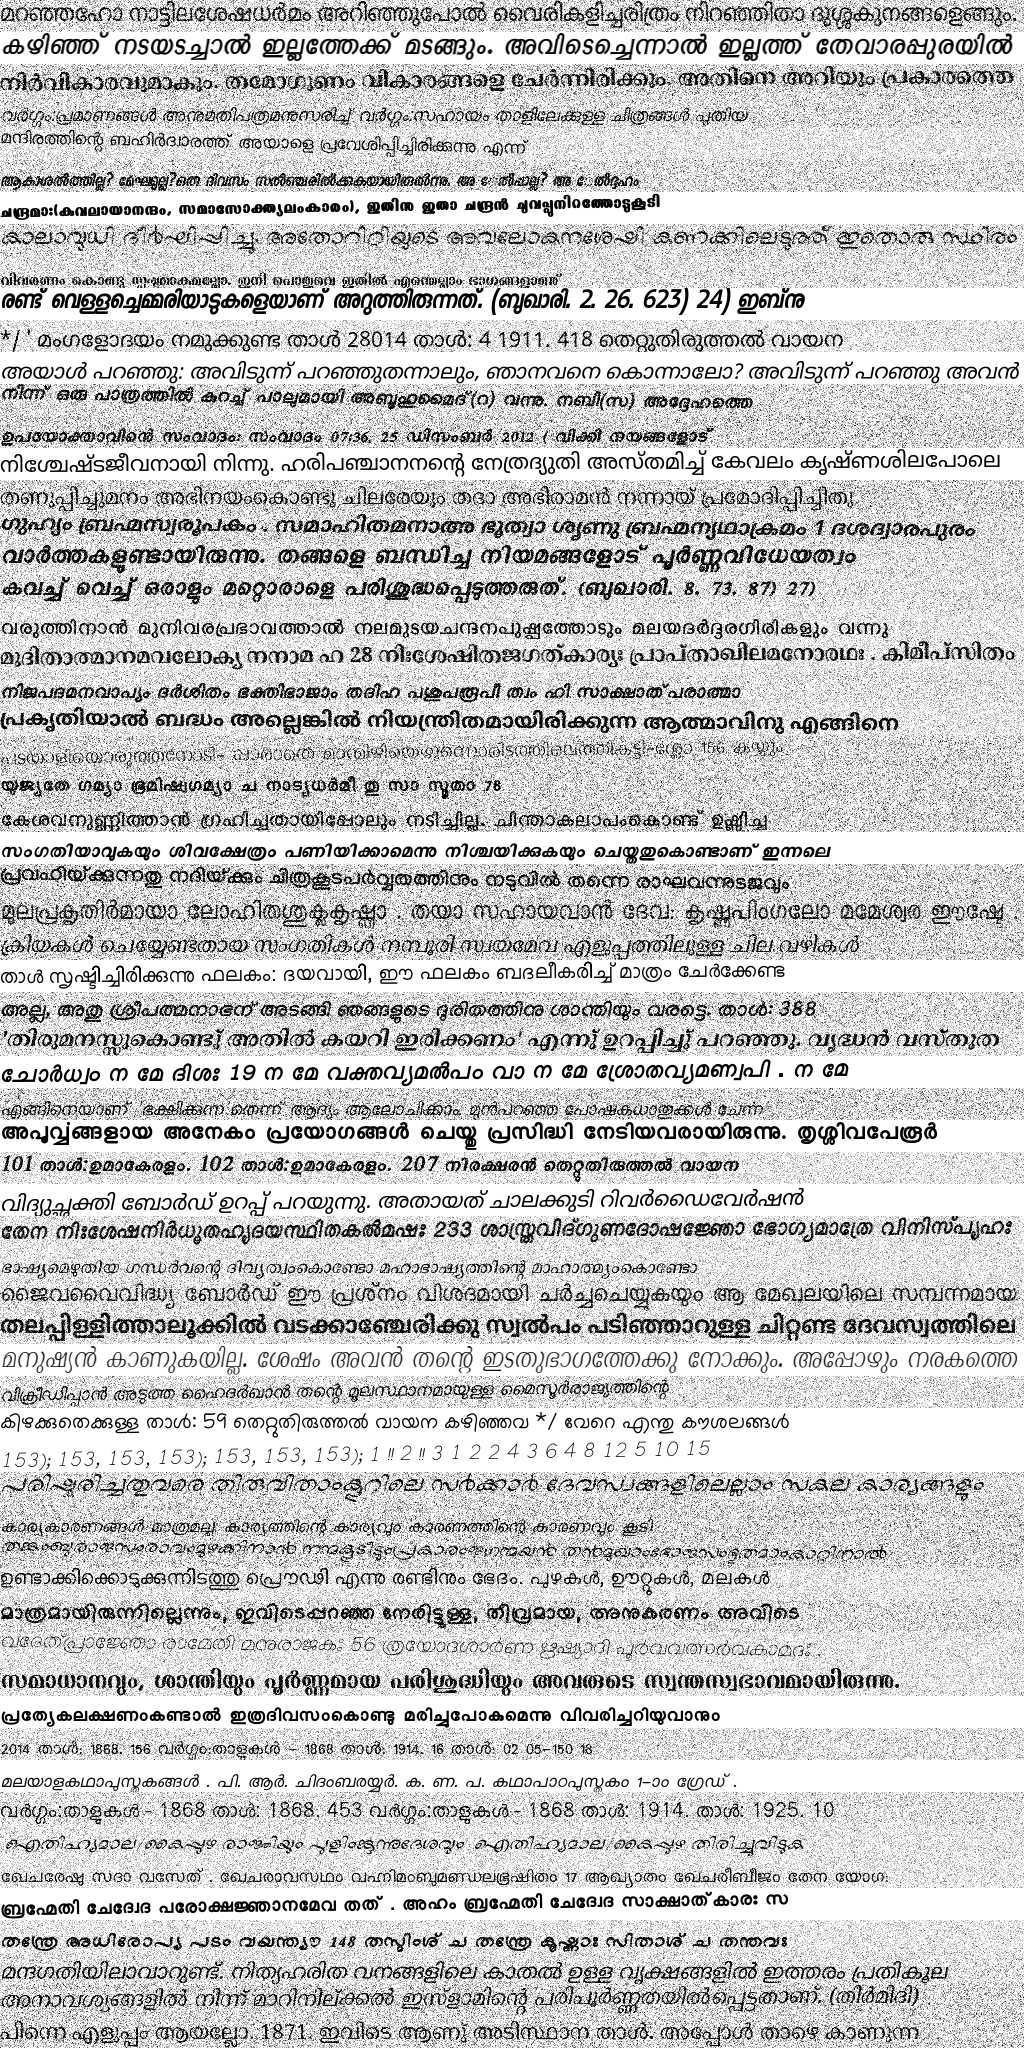 മറഞ്ഞഹോ നാട്ടിലശേഷധർമം അറിഞ്ഞുപോൽ വൈരികളിച്ചരിത്രം നിറഞ്ഞിതാ ദുശ്ശകുനങ്ങളെങ്ങും.
കഴിഞ്ഞ് നടയടച്ചാൽ ഇല്ലത്തേക്ക് മടങ്ങും. അവിടെച്ചെന്നാൽ ഇല്ലത്ത് തേവാരപ്പുരയിൽ
നിർവികാരവുമാകും. തമോഗുണം വികാരങ്ങളെ ചേർന്നിരിക്കും. അതിനെ അറിയും പ്രകാരത്തെ
വർഗ്ഗം:പ്രമാണങ്ങൾ അനുമതിപത്രമനുസരിച്ച് വർഗ്ഗം:സഹായം താളിലേക്കുള്ള ചിത്രങ്ങൾ പുതിയ
മന്ദിരത്തിന്റെ ബഹിർദ്വാരത്ത് അയാളെ പ്രവേശിപ്പിച്ചിരിക്കുന്നു എന്ന്
ആകാശൽത്തില്ല? മേഘമല്ലേ?ഒരു ദിവസം സൽഞ്ചരിൽക്കുകയായിരുൽന്നു.
ചന്ദ്രമാഃ(കുവലായാനന്ദം, സമാസോക്ത്യലംകാരം), ഇതിനു ഇതാ ചന്ദ്രൻ ചുവപ്പുനിറത്തോടുകൂടി
കാലാവുധി ദീർഘിപ്പിച്ചു. അതോറിറ്റിയുടെ അവലോകനശേഷി കണക്കിലെടുത്ത് ഇതൊരു സ്ഥിരം
വിവരണം കൊണ്ടു ഇനി പൊതുവെ ഇതിൽ എന്തെല്ലാം ഭാഗങ്ങളാണ്
രണ്ട് വെള്ളച്ചെമ്മരിയാടുകളെയാണ് അറുത്തിരുന്നത്. (ബുഖാരി. 2. 26. 623) 24) ഇബ്നു
*/ ' മംഗളോദയം നമുക്കുണ്ട താൾ 28014 താൾ: 4 1911. 418 തെറ്റുതിരുത്തൽ വായന
അയാൾ പറഞ്ഞു: അവിടുന്ന് പറഞ്ഞുതന്നാലും, ഞാനവനെ കൊന്നാലോ? അവിടുന്ന് പറഞ്ഞു അവൻ
നിന്ന് ഒരു പാത്രത്തിൽ കുറച്ച് പാലുമായി അബൂഹുമൈദ്(റ) വന്നു. നബി(സ) അദ്ദേഹത്തെ
ഉപയോക്താവിന്റെ സംവാദം: സംവാദം 07:36, 25 ഡിസംബർ 2012 ( വിക്കി നയങ്ങളോട്
നിശ്ചേഷ്ടജീവനായി നിന്നു. ഹരിപഞ്ചാനനന്റെ നേത്രദ്യുതി അസ്തമിച്ച് കേവലം കൃഷ്ണശിലപോലെ
തണുപ്പിച്ചുമനം അഭിനയംകൊണ്ടു ചിലരേയും തദാ അഭിരാമൻ നന്നായ് പ്രമോദിപ്പിച്ചീതു
ഗുഹ്യം ബ്രഹ്മസ്വരൂപകം . സമാഹിതമനാത്അ ഭൂത്വാ ശൃണു ബ്രഹ്മന്യഥാക്രമം 1 ദശദ്വാരപുരം
വാർത്തകളുണ്ടായിരുന്നു. തങ്ങളെ ബന്ധിച്ച നിയമങ്ങളോട് പൂർണ്ണവിധേയത്വം
കവച്ച് വെച്ച് ഒരാളും മറ്റൊരാളെ പരിശുദ്ധപ്പെടുത്തരുത്. (ബുഖാരി. 8. 73. 87) 27)
വരുത്തിനാൻ മുനിവരപ്രഭാവത്താൽ നലമുടയചന്ദനപുഷ്പത്തോടും മലയദർദ്ദുരഗിരികളും വന്നു
മുദിതാത്മാനമവലോക്യ നനാമ ഹ 28 നിഃശേഷിതജഗത്കാര്യഃ പ്രാപ്താഖിലമനോരഥഃ . കിമീപ്സിതം
നിജപദമനവാപ്യം ദർശിതം ഭക്തിഭാജാം തദിഹ പശുപരൂപീ ത്വം ഹി സാക്ഷാത് പരാത്മാ
പ്രകൃതിയാൽ ബദ്ധം അല്ലെങ്കിൽ നിയന്ത്രിതമായിരിക്കുന്ന ആത്മാവിനു എങ്ങിനെ
യുജ്യതേ ഗമ്യാ ഭൂമിഷ്വഗമ്യാ ച നാട്യധർമീ തു സാ സ്മൃതാ 78
കേശവനുണ്ണിത്താൻ ഗ്രഹിച്ചതായിപ്പോലും നടിച്ചില്ല. ചിന്താകലാപംകൊണ്ട് ഉഷ്ണിച്ച
സംഗതിയാവുകയും ശിവക്ഷേത്രം പണിയിക്കാമെന്നു നിശ്ചയിക്കുകയും ചെയ്തതുകൊണ്ടാണ് ഇന്നലെ
പ്രവഹിയ്ക്കുന്നതു നദിയ്ക്കും ചിത്രകൂടപർവ്വതത്തിനും നടുവിൽ തന്നെ രാഘവന്നുടജവും
മൂലപ്രകൃതിർമായാ ലോഹിതശുക്ലകൃഷ്ണാ . തയാ സഹായവാൻ ദേവഃ കൃഷ്ണപിംഗലോ മമേശ്വര ഈഷ്ടേ .
ക്രിയകൾ ചെയ്യേണ്ടതായ സംഗതികൾ നമ്പൂരി സ്വയമേവ എളുപ്പത്തിലുള്ള ചില വഴികൾ
താൾ സൃഷ്ടിച്ചിരിക്കുന്നു ഫലകം: ദയവായി, ഈ ഫലകം ബദലീകരിച്ച് മാത്രം ചേർക്കേണ്ട
അല്ല, അതു ശ്രീപത്മനാഭന് അടങ്ങി ഞങ്ങളുടെ ദുരിതത്തിനു ശാന്തിയും വരട്ടെ. താൾ: 388
'തിരുമനസ്സുകൊണ്ടു് അതിൽ കയറി ഇരിക്കണം' എന്നു് ഉറപ്പിച്ചു് പറഞ്ഞു. വൃദ്ധൻ വസ്തുത
ചോർധ്വം ന മേ ദിശഃ 19 ന മേ വക്തവ്യമൽപം വാ ന മേ ശ്രോതവ്യമണ്വപി . ന മേ
എങ്ങിനെയാണ് ഭക്ഷിക്കുന്ന തെന്ന് ആദ്യം ആലോചിക്കാം. മുൻപറഞ്ഞ പോഷകധാതുക്കൾ ചേന്ന
അപൂർവ്വങ്ങളായ അനേകം പ്രയോഗങ്ങൾ ചെയ്തു പ്രസിദ്ധി നേടിയവരായിരുന്നു. തൃശ്ശിവപേരൂർ
101 താൾ:ഉമാകേരളം. 102 താൾ:ഉമാകേരളം. 207 നിരക്ഷരൻ തെറ്റുതിരുത്തൽ വായന
വിദ്യുച്ഛക്തി ബോർഡ് ഉറപ്പ് പറയുന്നു. അതായത് ചാലക്കുടി റിവർഡൈവേർഷൻ
തേന നിഃശേഷനിർധൂതഹൃദയസ്ഥിതകൽമഷഃ 233 ശാസ്ത്രവിദ്ഗുണദോഷജ്ഞോ ഭോഗ്യമാത്രേ വിനിസ്പൃഹഃ
ഭാഷ്യമെഴുതിയ ഗന്ധർവന്റെ ദിവ്യത്വംകൊണ്ടോ മഹാഭാഷ്യത്തിന്റെ മാഹാത്മ്യംകൊണ്ടോ
ജൈവവൈവിദ്ധ്യ ബോർഡ് ഈ പ്രശ്നം വിശദമായി ചർച്ചചെയ്യുകയും ആ മേഖലയിലെ സമ്പന്നമായ
തലപ്പിള്ളിത്താലൂക്കിൽ വടക്കാഞ്ചേരിക്കു സ്വൽപം പടിഞ്ഞാറുള്ള ചിറ്റണ്ട ദേവസ്വത്തിലെ
മനുഷ്യൻ കാണുകയില്ല. ശേഷം അവൻ തന്റെ ഇടതുഭാഗത്തേക്കു നോക്കും. അപ്പോഴും നരകത്തെ
വിക്രീഡിപ്പാൻ അടുത്ത ഹൈദർഖാൻ തന്റെ മൂലസ്ഥാനമായുള്ള മൈസൂർരാജ്യത്തിന്റെ
കിഴക്കുതെക്കുള്ള താൾ: 59 തെറ്റുതിരുത്തൽ വായന കഴിഞ്ഞവ */ വേറെ എന്തു കൗശലങ്ങൾ
153); 153, 153, 153); 153, 153, 153); 1 || 2 || 3 1 2 2 4 3 6 4 8 12 5 10 15
പരിഷ്കരിച്ചതുവരെ തിരുവിതാംകൂറിലെ സർക്കാർ ദേവസ്വങ്ങളിലെല്ലാം സകല കാര്യങ്ങളും
കാര്യകാരണങ്ങൾ മാത്രമല്ല; കാര്യത്തിന്റെ കാര്യവും കാരണത്തിന്റെ കാരണവും കൂടി
ഉണ്ടാക്കിക്കൊടുക്കുന്നിടത്തു പ്രൌഢി എന്നു രണ്ടിനും ഭേദം. പുഴകൾ, ഊറ്റുകൾ, മലകൾ
മാത്രമായിരുന്നില്ലെന്നും, ഇവിടെപ്പറഞ്ഞ നേരിട്ടുള്ള, തീവ്രമായ, അനുകരണം അവിടെ
വദേതിപ്രാജ്ഞോ രാമേതി മനുരാജകഃ 56 ത്രയോദശാർണ ഋഷ്യാദി പൂർവവത്സർവകാമദഃ .
സമാധാനവും, ശാന്തിയും പൂർണ്ണമായ പരിശുദ്ധിയും അവരുടെ സ്വന്തസ്വഭാവമായിരുന്നു.
പ്രത്യേകലക്ഷണംകണ്ടാൽ ഇത്രദിവസംകൊണ്ടു മരിച്ചുപോകുമെന്നു വിവരിച്ചറിയുവാനും
2014 താൾ: 1868. 156 വർഗ്ഗം:താളുകൾ - 1868 താൾ: 1914. 16 താൾ: 02 05-150 18
മലയാളകഥാപുസ്തകങ്ങൾ . പി. ആർ. ചിദംബരയ്യർ. ക. ണ. പ. കഥാപാഠപുസ്തകം 1-ാം ഗ്രേഡ് .
വർഗ്ഗം:താളുകൾ - 1868 താൾ: 1868. 453 വർഗ്ഗം:താളുകൾ - 1868 താൾ: 1914. താൾ: 1925. 10
ഐതിഹ്യമാല/കൈപ്പുഴ രാജ്ഞിയും പുളിംങ്കുന്നുദേശവും ഐതിഹ്യമാല/കൈപ്പുഴ തിരിച്ചുവിടുക
ഖേചരേഷു സദാ വസേത് . ഖേചരാവസഥം വഹ്നിമംബുമണ്ഡലഭൂഷിതം 17 ആഖ്യാതം ഖേചരീബീജം തേന യോഗഃ
ബ്രഹ്മേതി ചേദ്വേദ പരോക്ഷജ്ഞാനമേവ തത് . അഹം ബ്രഹ്മേതി ചേദ്വേദ സാക്ഷാത് കാരഃ സ
തന്ത്രേ അധിരോപ്യ പടം വയന്ത്യൗ 148 തസ്മിംശ് ച തന്ത്രേ കൃഷ്ണാഃ സിതാശ് ച തന്തവഃ
മന്ദഗതിയിലാവാറുണ്ട്. നിത്യഹരിത വനങ്ങളിലെ കാതൽ ഉള്ള വൃക്ഷങ്ങളിൽ ഇത്തരം പ്രതികൂല
അനാവശ്യങ്ങളിൽ നിന്ന് മാറിനില്ക്കൽ ഇസ്ളാമിന്റെ പരിപൂർണ്ണതയിൽപ്പെട്ടതാണ്. (തിർമിദി)
പിന്നെ എളുപ്പം ആയല്ലോ. 1871. ഇവിടെ ആണു് അടിസ്ഥാന താൾ. അപ്പോൾ താഴെ കാണുന്ന